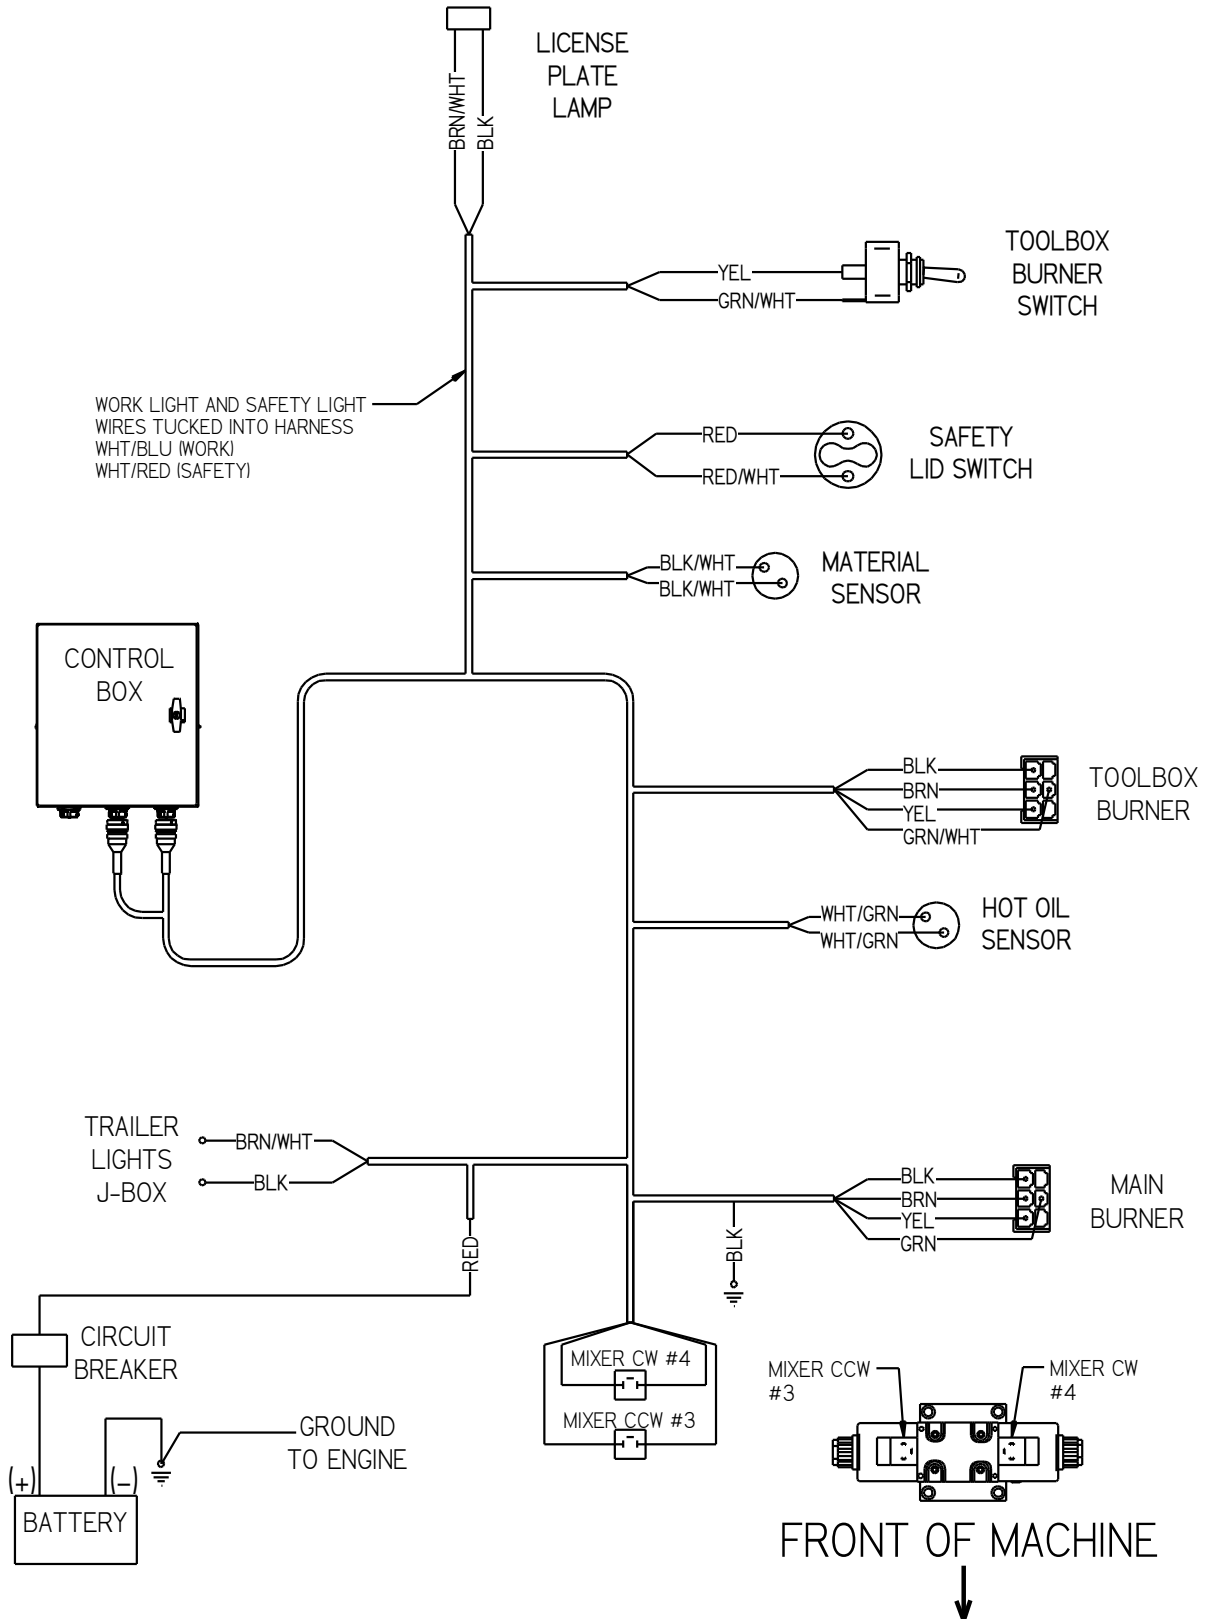 LICENSE
PLATE
LAMP
BRN/WHT
BLK
TOOLBOX
BURNER
SWITCH
YEL
GRN/WHT
WORK LIGHT AND SAFETY LIGHT
WIRES TUCKED INTO HARNESS
WHT/BLU (WORK)
WHT/RED (SAFETY)
RED
RED/WHT
SAFETY
LID SWITCH
BLK/WHT
BLK/WHT
MATERIAL
SENSOR
CONTROL
BOX
BLK
BRN
YEL
GRN/WHT
TOOLBOX
BURNER
WHT/GRN
WHT/GRN
HOT OIL
SENSOR
TRAILER
LIGHTS
J-BOX
BRN/WHT
BLK
RED
BLK
BLK
BRN
YEL
GRN
MAIN
BURNER
CIRCUIT
BREAKER
MIXER CW #4
MIXER CCW #3
MIXER CCW
#3
MIXER CW
#4
GROUND
TO ENGINE
(+)
(-)
BATTERY
FRONT OF MACHINE